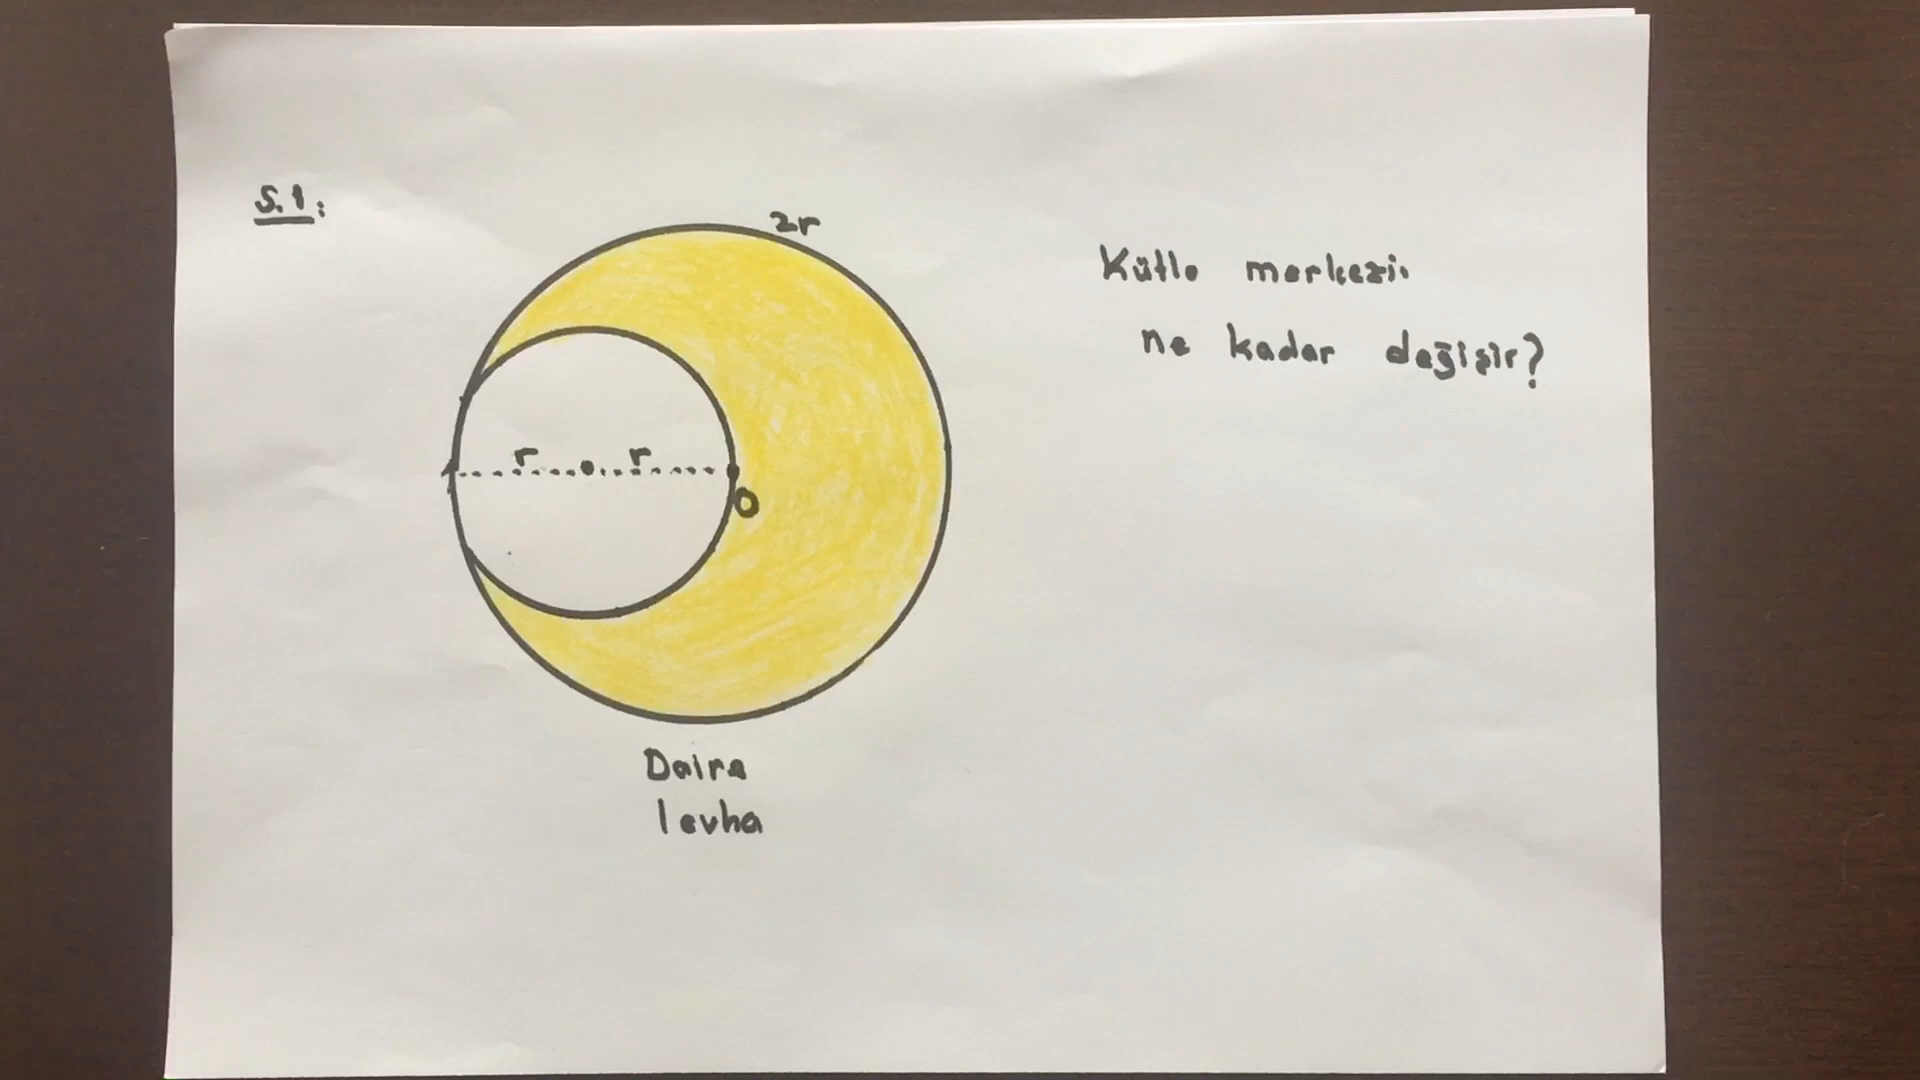 S.1:
2r
Kütle merkezi
ne kadar değişir?
r r
O
Daire
levha